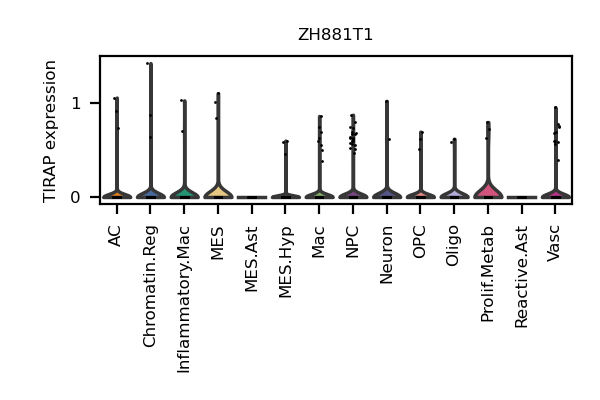 ZH881T1
TIRAP expression
1
0
AC
Chromatin.Reg
Inflammatory.Mac
MES
MES.Ast
MES.Hyp
Mac
NPC
Neuron
OPC
Oligo
Prolif.Metab
Reactive.Ast
Vasc